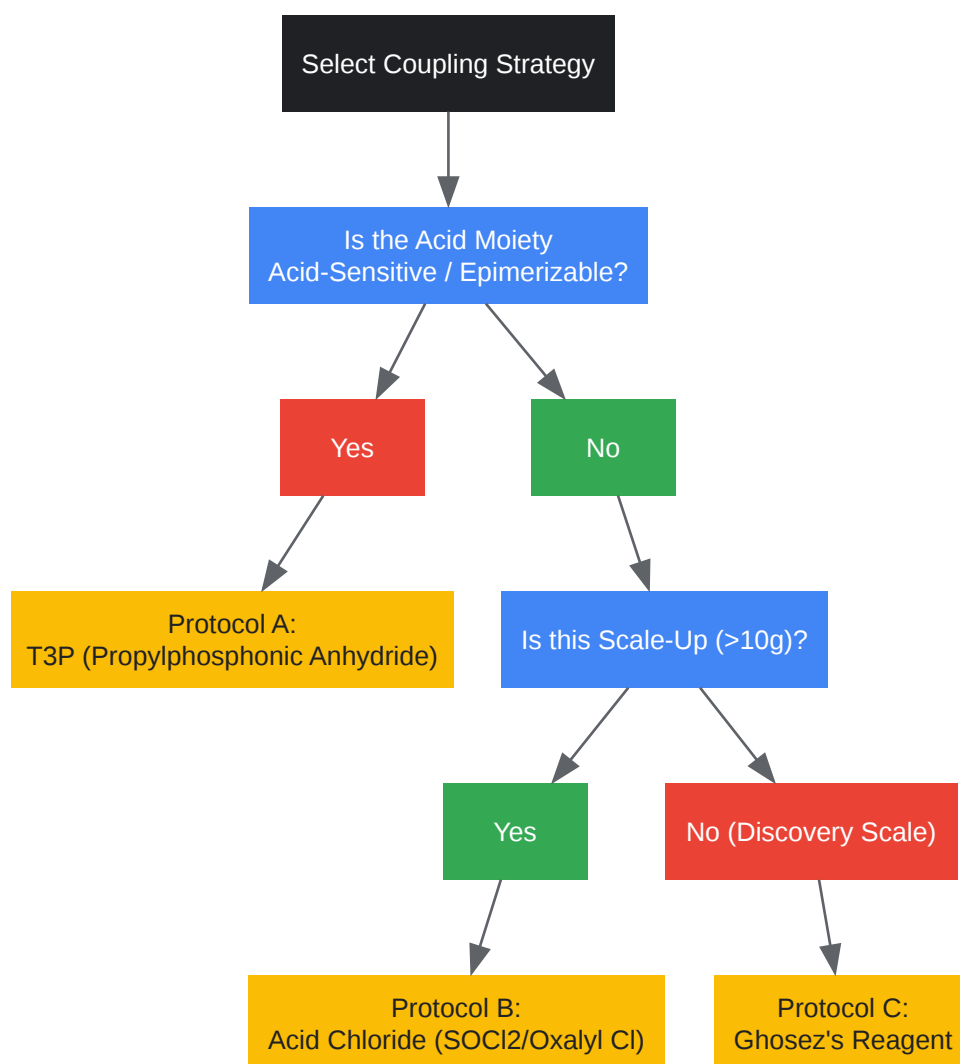 Select Coupling Strategy
Is the Acid Moiety
Acid-Sensitive / Epimerizable?
Yes
No
Protocol A:
T3P (Propylphosphonic Anhydride)
Is this Scale-Up (>10g)?
Yes
No (Discovery Scale)
Protocol B:
Acid Chloride (SOCl2/Oxalyl Cl)
Protocol C:
Ghosez's Reagent